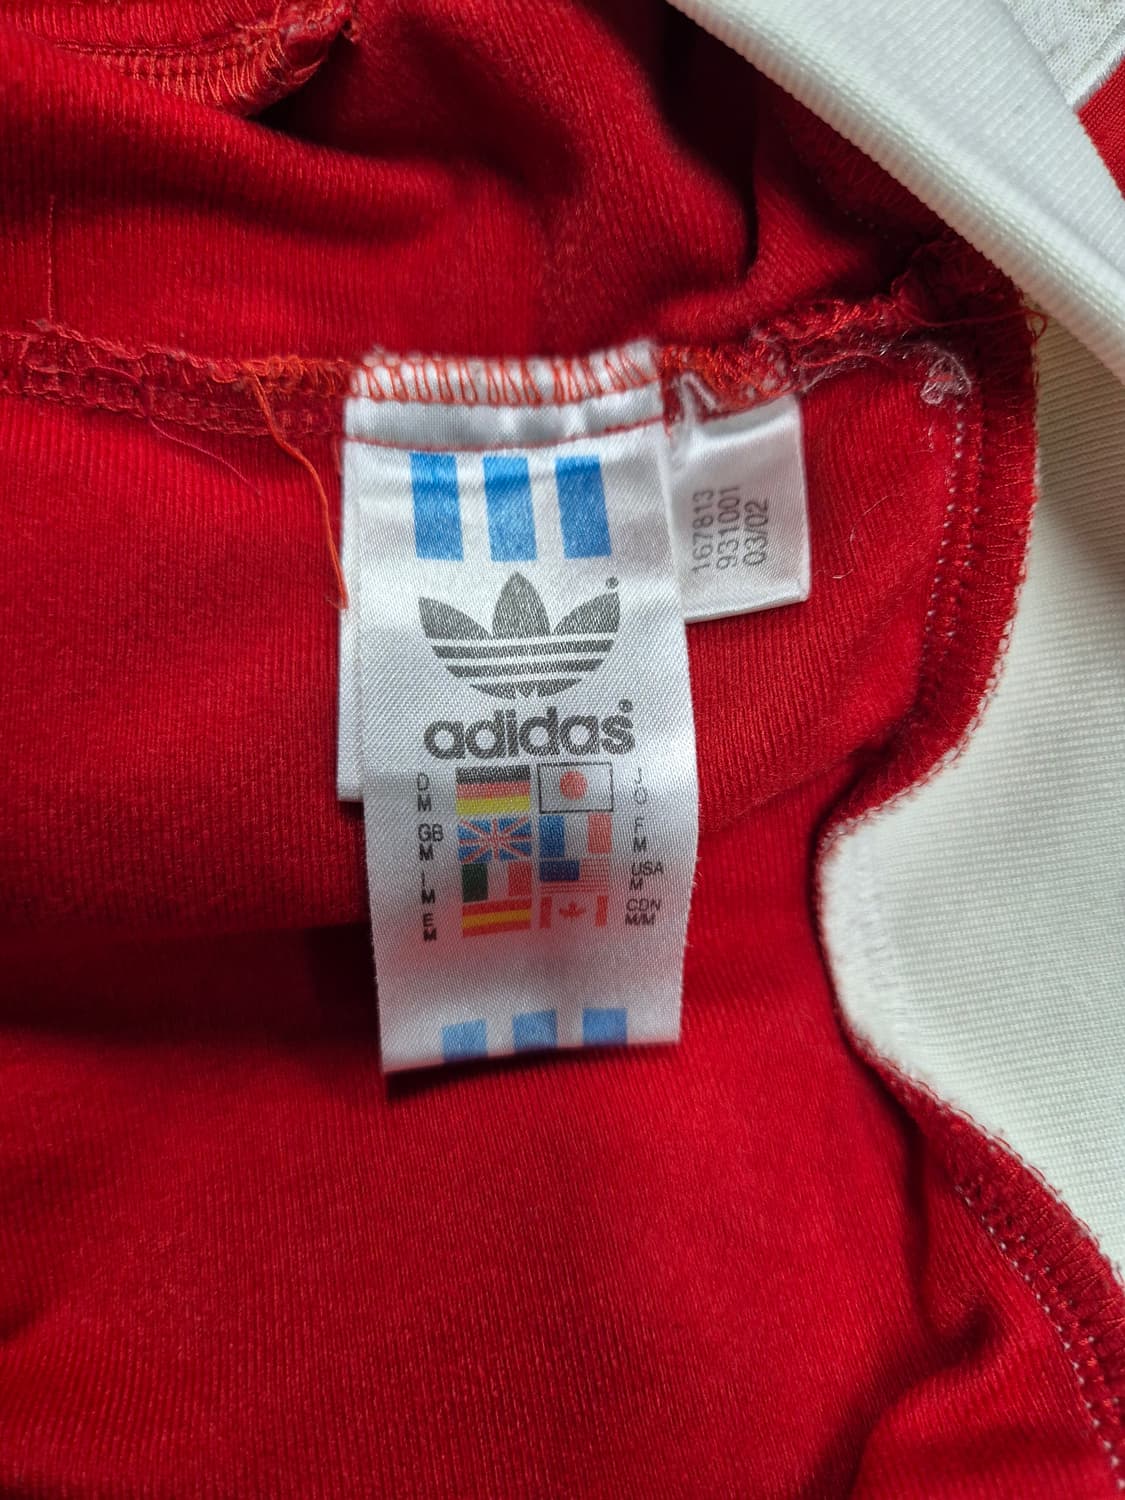 167813
931001
03/02
®
adidas®
D
M
J
O
GB
M
F
M
I
M
USA
M
E
M
CDN
M/M